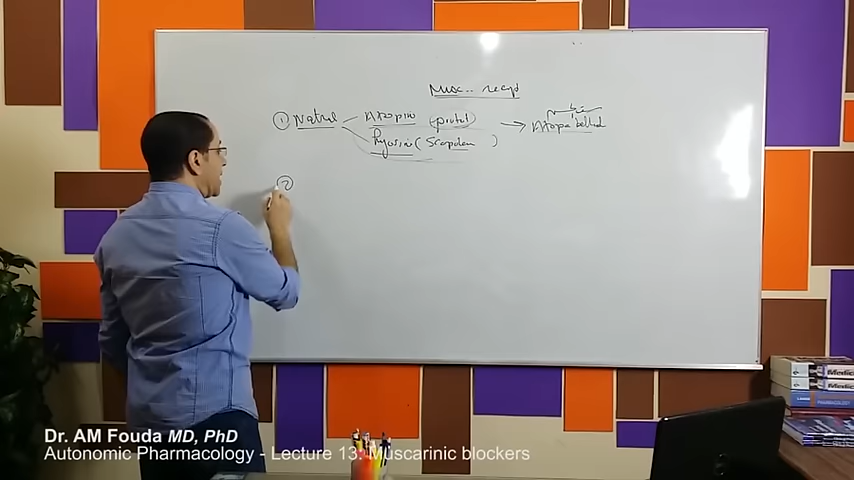 Musc.. recept
① Natural Atropine (protot) → Atropa bellad
Hyoscine (Scopolam )
②
Dr. AM Fouda MD, PhD
Autonomic Pharmacology - Lecture 13: Muscarinic blockers